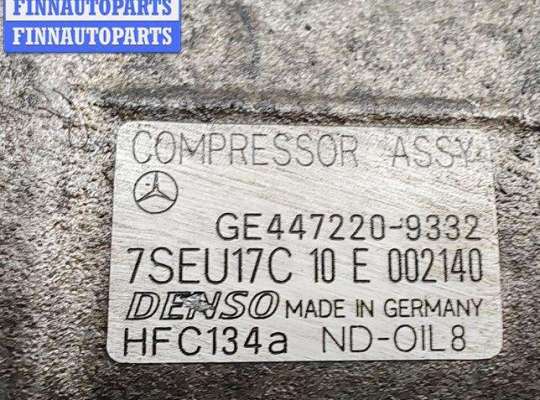 FINNAUTOPARTS
FINNAUTOPARTS
COMPRESSOR ASSY
GE447220-9332
7SEU17C 10 E 002140
DENSO MADE IN GERMANY
HFC134a ND-OIL8